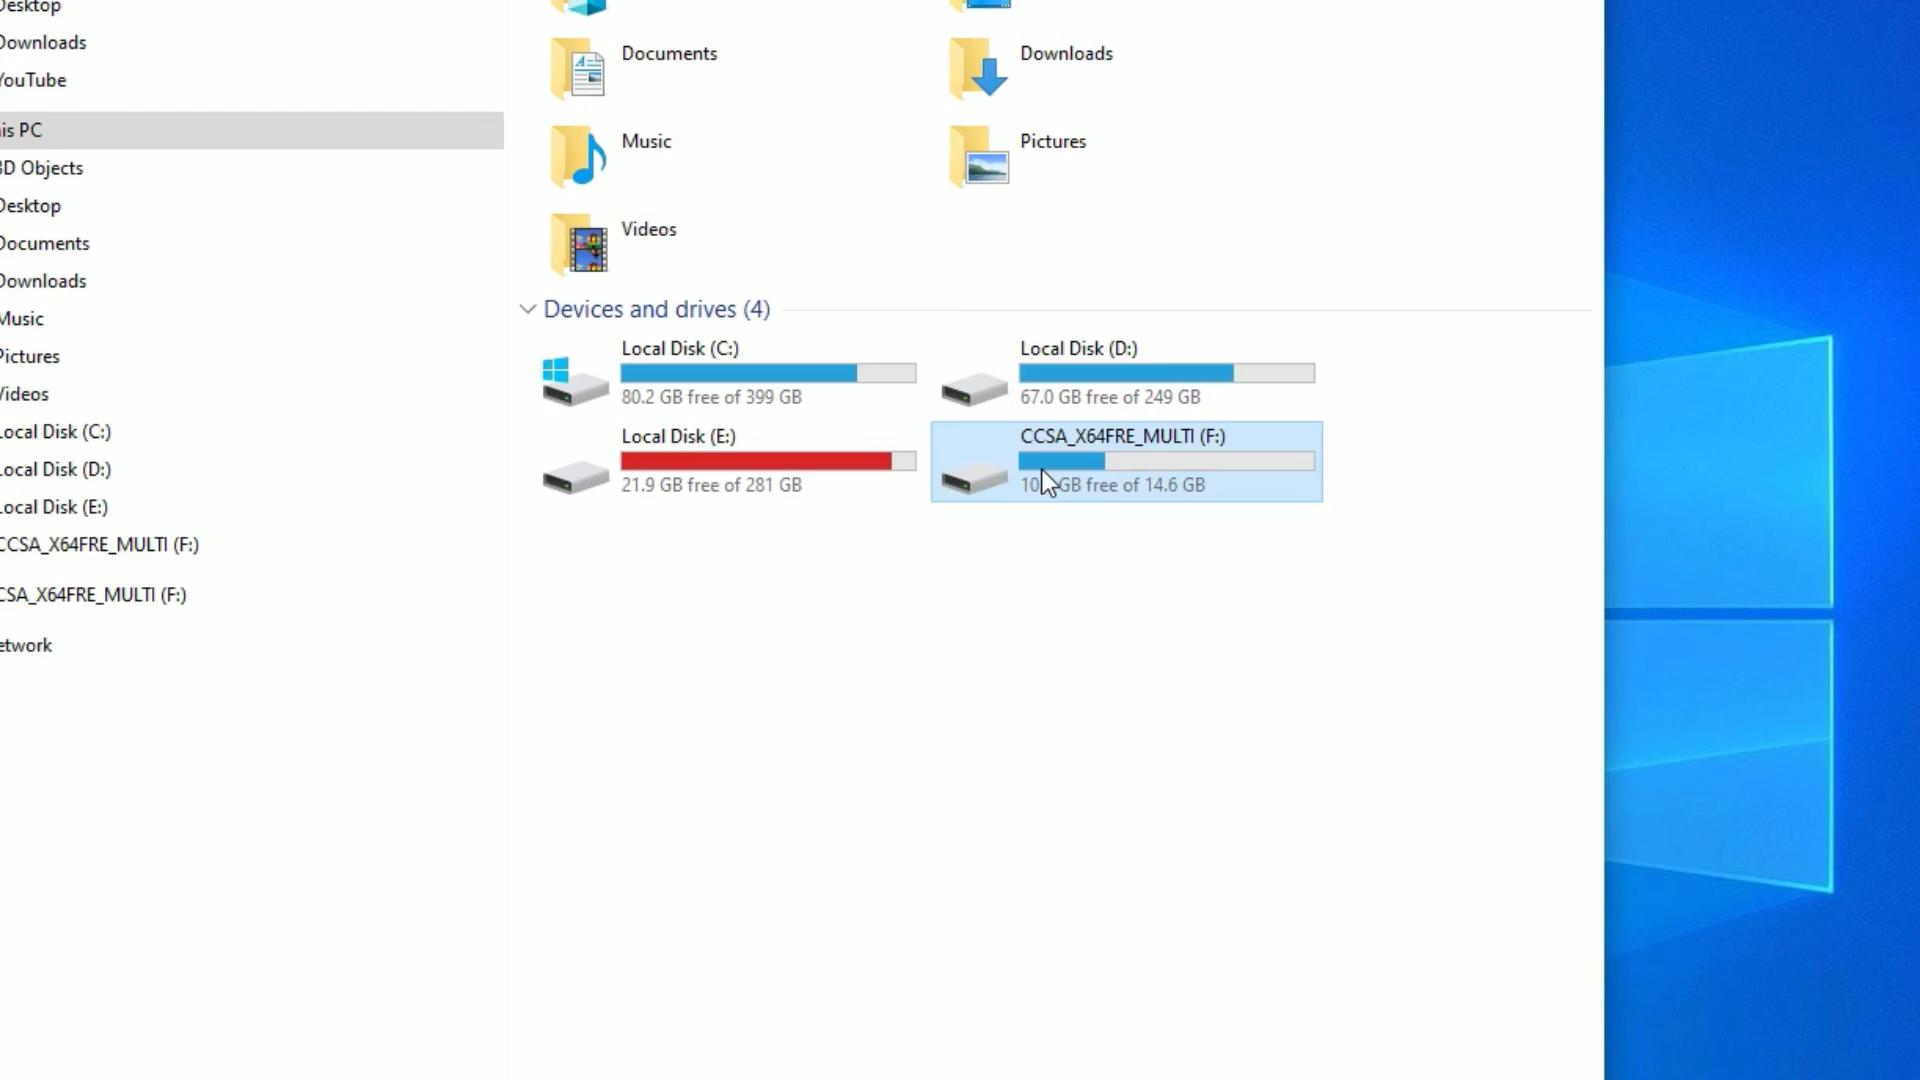 Desktop
Downloads
YouTube
is PC
3D Objects
Desktop
Documents
Downloads
Music
Pictures
Videos
Local Disk (C:)
Local Disk (D:)
Local Disk (E:)
CCSA_X64FRE_MULTI (F:)
CSA_X64FRE_MULTI (F:)
etwork
Documents
Downloads
Music
Pictures
Videos
Devices and drives (4)
Local Disk (C:)
80.2 GB free of 399 GB
Local Disk (D:)
67.0 GB free of 249 GB
Local Disk (E:)
21.9 GB free of 281 GB
CCSA_X64FRE_MULTI (F:)
GB free of 14.6 GB